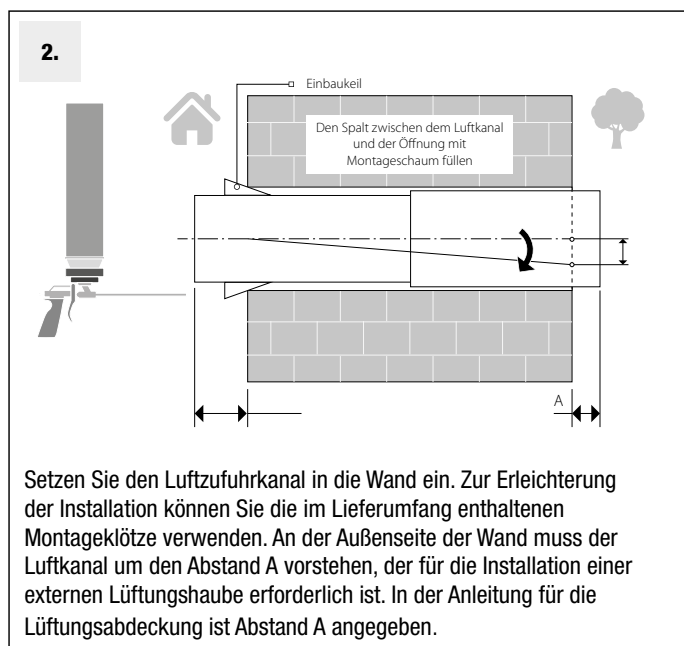 2.
Einbaukeil
Den Spalt zwischen dem Luftkanal
und der Öffnung mit
Montageschaum füllen
A
Setzen Sie den Luftzufuhrkanal in die Wand ein. Zur Erleichterung
der Installation können Sie die im Lieferumfang enthaltenen
Montageklötze verwenden. An der Außenseite der Wand muss der
Luftkanal um den Abstand A vorstehen, der für die Installation einer
externen Lüftungshaube erforderlich ist. In der Anleitung für die
Lüftungsabdeckung ist Abstand A angegeben.